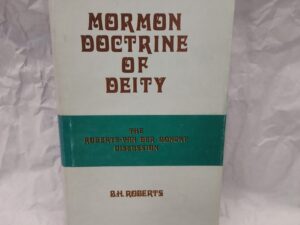 MORMON
DOCTRINE
OF
DEITY
THE
ROBERTS-VAN DER DONCKT
DISCUSSION
B.H. ROBERTS